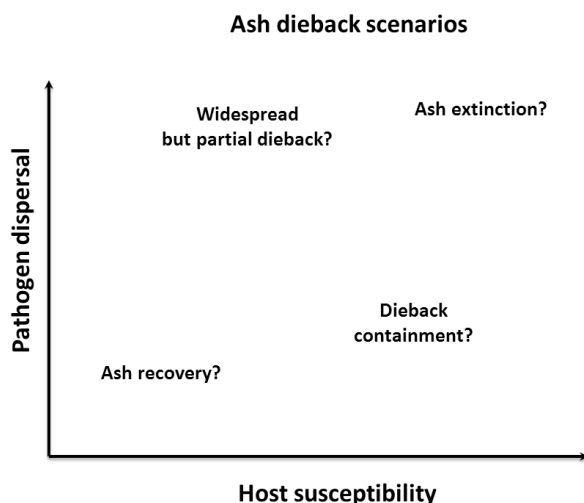 Ash dieback scenarios
Widespread
but partial dieback?
Ash extinction?
Pathogen dispersal
Dieback
containment?
Ash recovery?
Host susceptibility